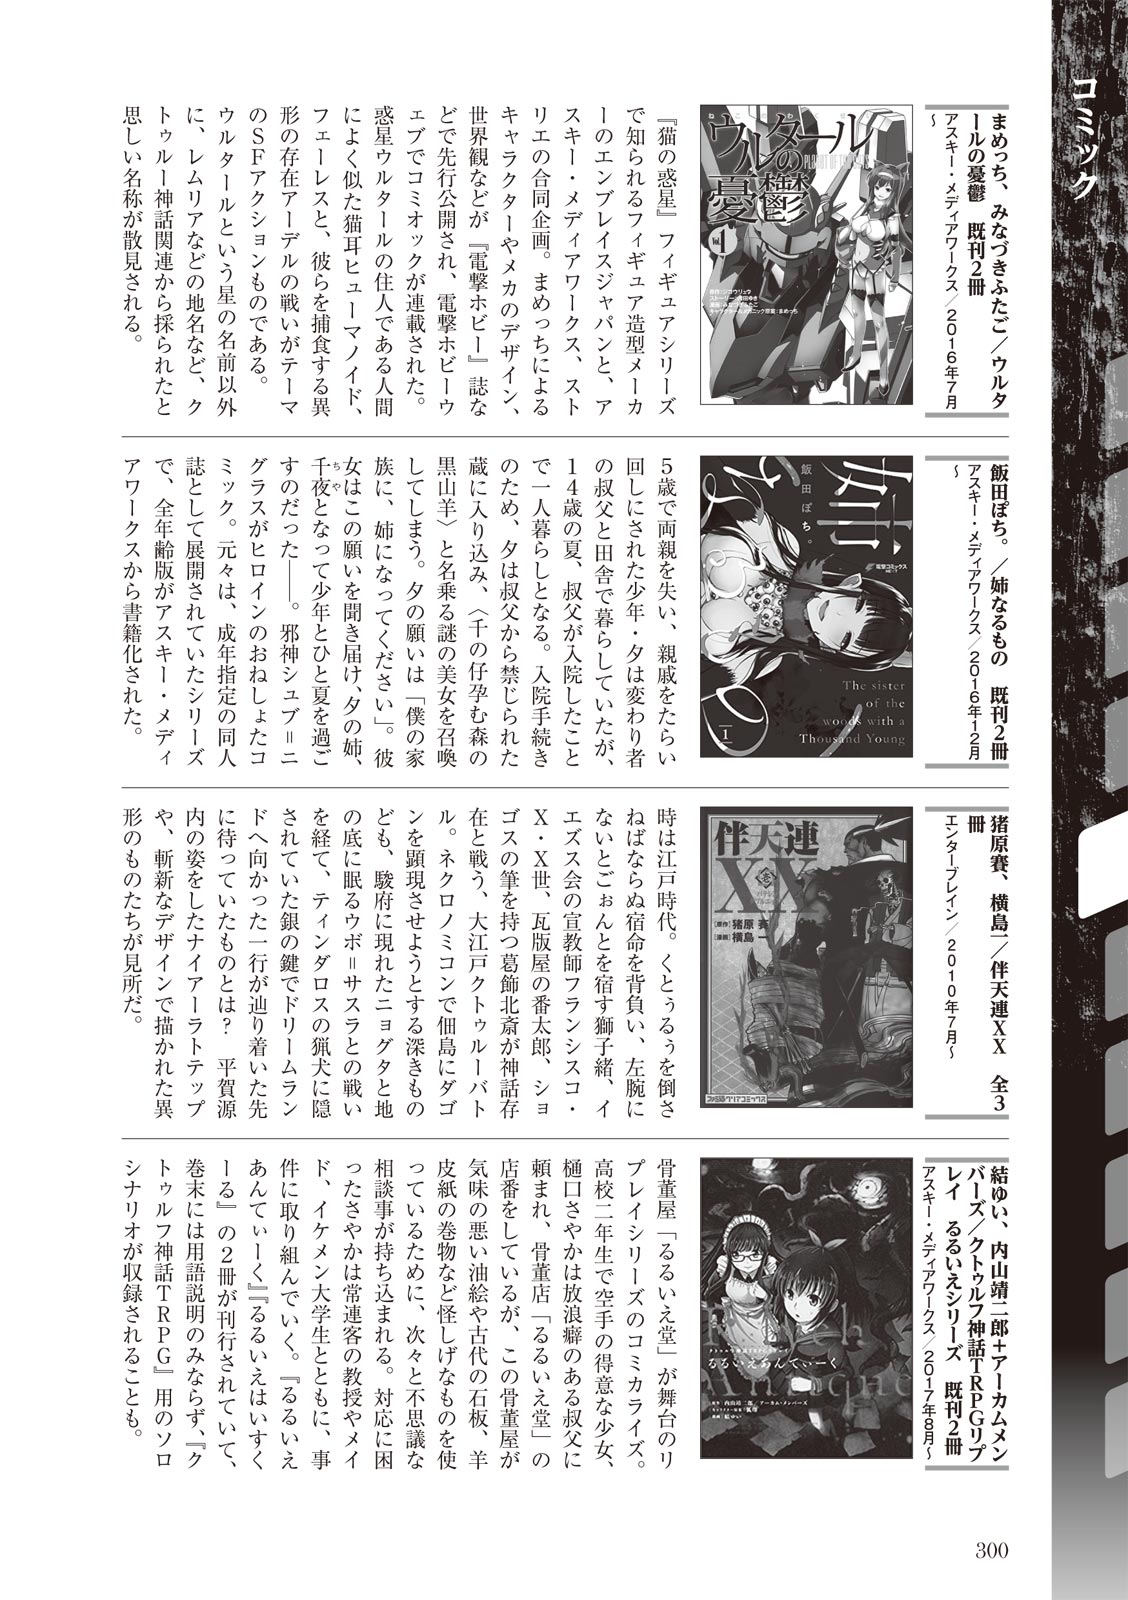 コミック
まめっち、みなづきふたご／ウルタ
ールの憂鬱　既刊2冊
アスキー・メディアワークス／2016年7月
～
ウルタールの憂鬱
Vol.1
『猫の惑星』フィギュアシリーズ
で知られるフィギュア造型メーカ
ーのエンブレイスジャパンと、ア
スキー・メディアワークス、スト
リエの合同企画。まめっちによる
キャラクターやメカのデザイン、
世界観などが『電撃ホビー』誌な
どで先行公開され、電撃ホビーウ
ェブでコミオックが連載された。
惑星ウルタールの住人である人間
によく似た猫耳ヒューマノイド、
フェーレスと、彼らを捕食する異
形の存在アーデルの戦いがテーマ
のSFアクションものである。
ウルタールという星の名前以外
に、レムリアなどの地名など、ク
トゥルー神話関連から採られたと
思しい名称が散見される。
飯田ぽち。／姉なるもの　既刊2冊
アスキー・メディアワークス／2016年12月
～
姉なるもの
飯田ぽち。
電撃コミックス
The sister
of the
woods with a
Thousand Young
1
5歳で両親を失い、親戚をたらい
回しにされた少年・夕は変わり者
の叔父と田舎で暮らしていたが、
14歳の夏、叔父が入院したこと
で一人暮らしとなる。入院手続き
のため、夕は叔父から禁じられた
蔵に入り込み、〈千の仔孕む森の
黒山羊〉と名乗る謎の美女を召喚
してしまう。夕の願いは「僕の家
族に、姉になってください」。彼
女はこの願いを聞き届け、夕の姉、
千夜となって少年とひと夏を過ご
ちや
すのだった――。邪神シュブ＝ニ
グラスがヒロインのおねしょたコ
ミック。元々は、成年指定の同人
誌として展開されていたシリーズ
で、全年齢版がアスキー・メディ
アワークスから書籍化された。
猪原賽、横島一／伴天連XX　全3
冊
エンターブレイン／2010年7月～
伴天連
XX
壱
[原作]猪原 賽
[漫画]横島 一
ファミ通クリアコミックス
時は江戸時代。くとぅるぅを倒さ
ねばならぬ宿命を背負い、左腕に
ないとごぉんとを宿す獅子緒、イ
エズス会の宣教師フランシスコ・
X・X世、瓦版屋の番太郎、ショ
ゴスの筆を持つ葛飾北斎が神話存
在と戦う、大江戸クトゥルーバト
ル。ネクロノミコンで佃島にダゴ
ンを顕現させようとする深きもの
ども、駿府に現れたニョグタと地
の底に眠るウボ＝サスラとの戦い
を経て、ティンダロスの猟犬に隠
されていた銀の鍵でドリームラン
ドへ向かった一行が辿り着いた先
に待っていたものとは？　平賀源
内の姿をしたナイアーラトテップ
や、斬新なデザインで描かれた異
形のものたちが見所だ。
結ゆい、内山靖二郎＋アーカムメン
バーズ／クトゥルフ神話TRPGリプ
レイ　るるいえシリーズ　既刊2冊
アスキー・メディアワークス／2017年8月～
るるいえあんてぃーく
骨董屋「るるいえ堂」が舞台のリ
プレイシリーズのコミカライズ。
高校二年生で空手の得意な少女、
樋口さやかは放浪癖のある叔父に
頼まれ、骨董店「るるいえ堂」の
店番をしているが、この骨董屋が
気味の悪い油絵や古代の石板、羊
皮紙の巻物など怪しげなものを使
っているために、次々と不思議な
相談事が持ち込まれる。対応に困
ったさやかは常連客の教授やメイ
ド、イケメン大学生とともに、事
件に取り組んでいく。『るるいえ
あんてぃーく』『るるいえはいすく
ーる』の2冊が刊行されていて、
巻末には用語説明のみならず、『ク
トゥルフ神話TRPG』用のソロ
シナリオが収録されることも。
300